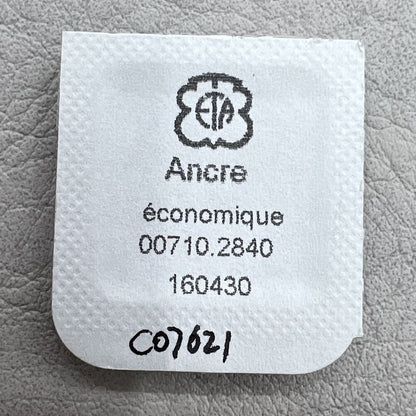 ETA
Ancre
économique
00710.2840
160430
C07621